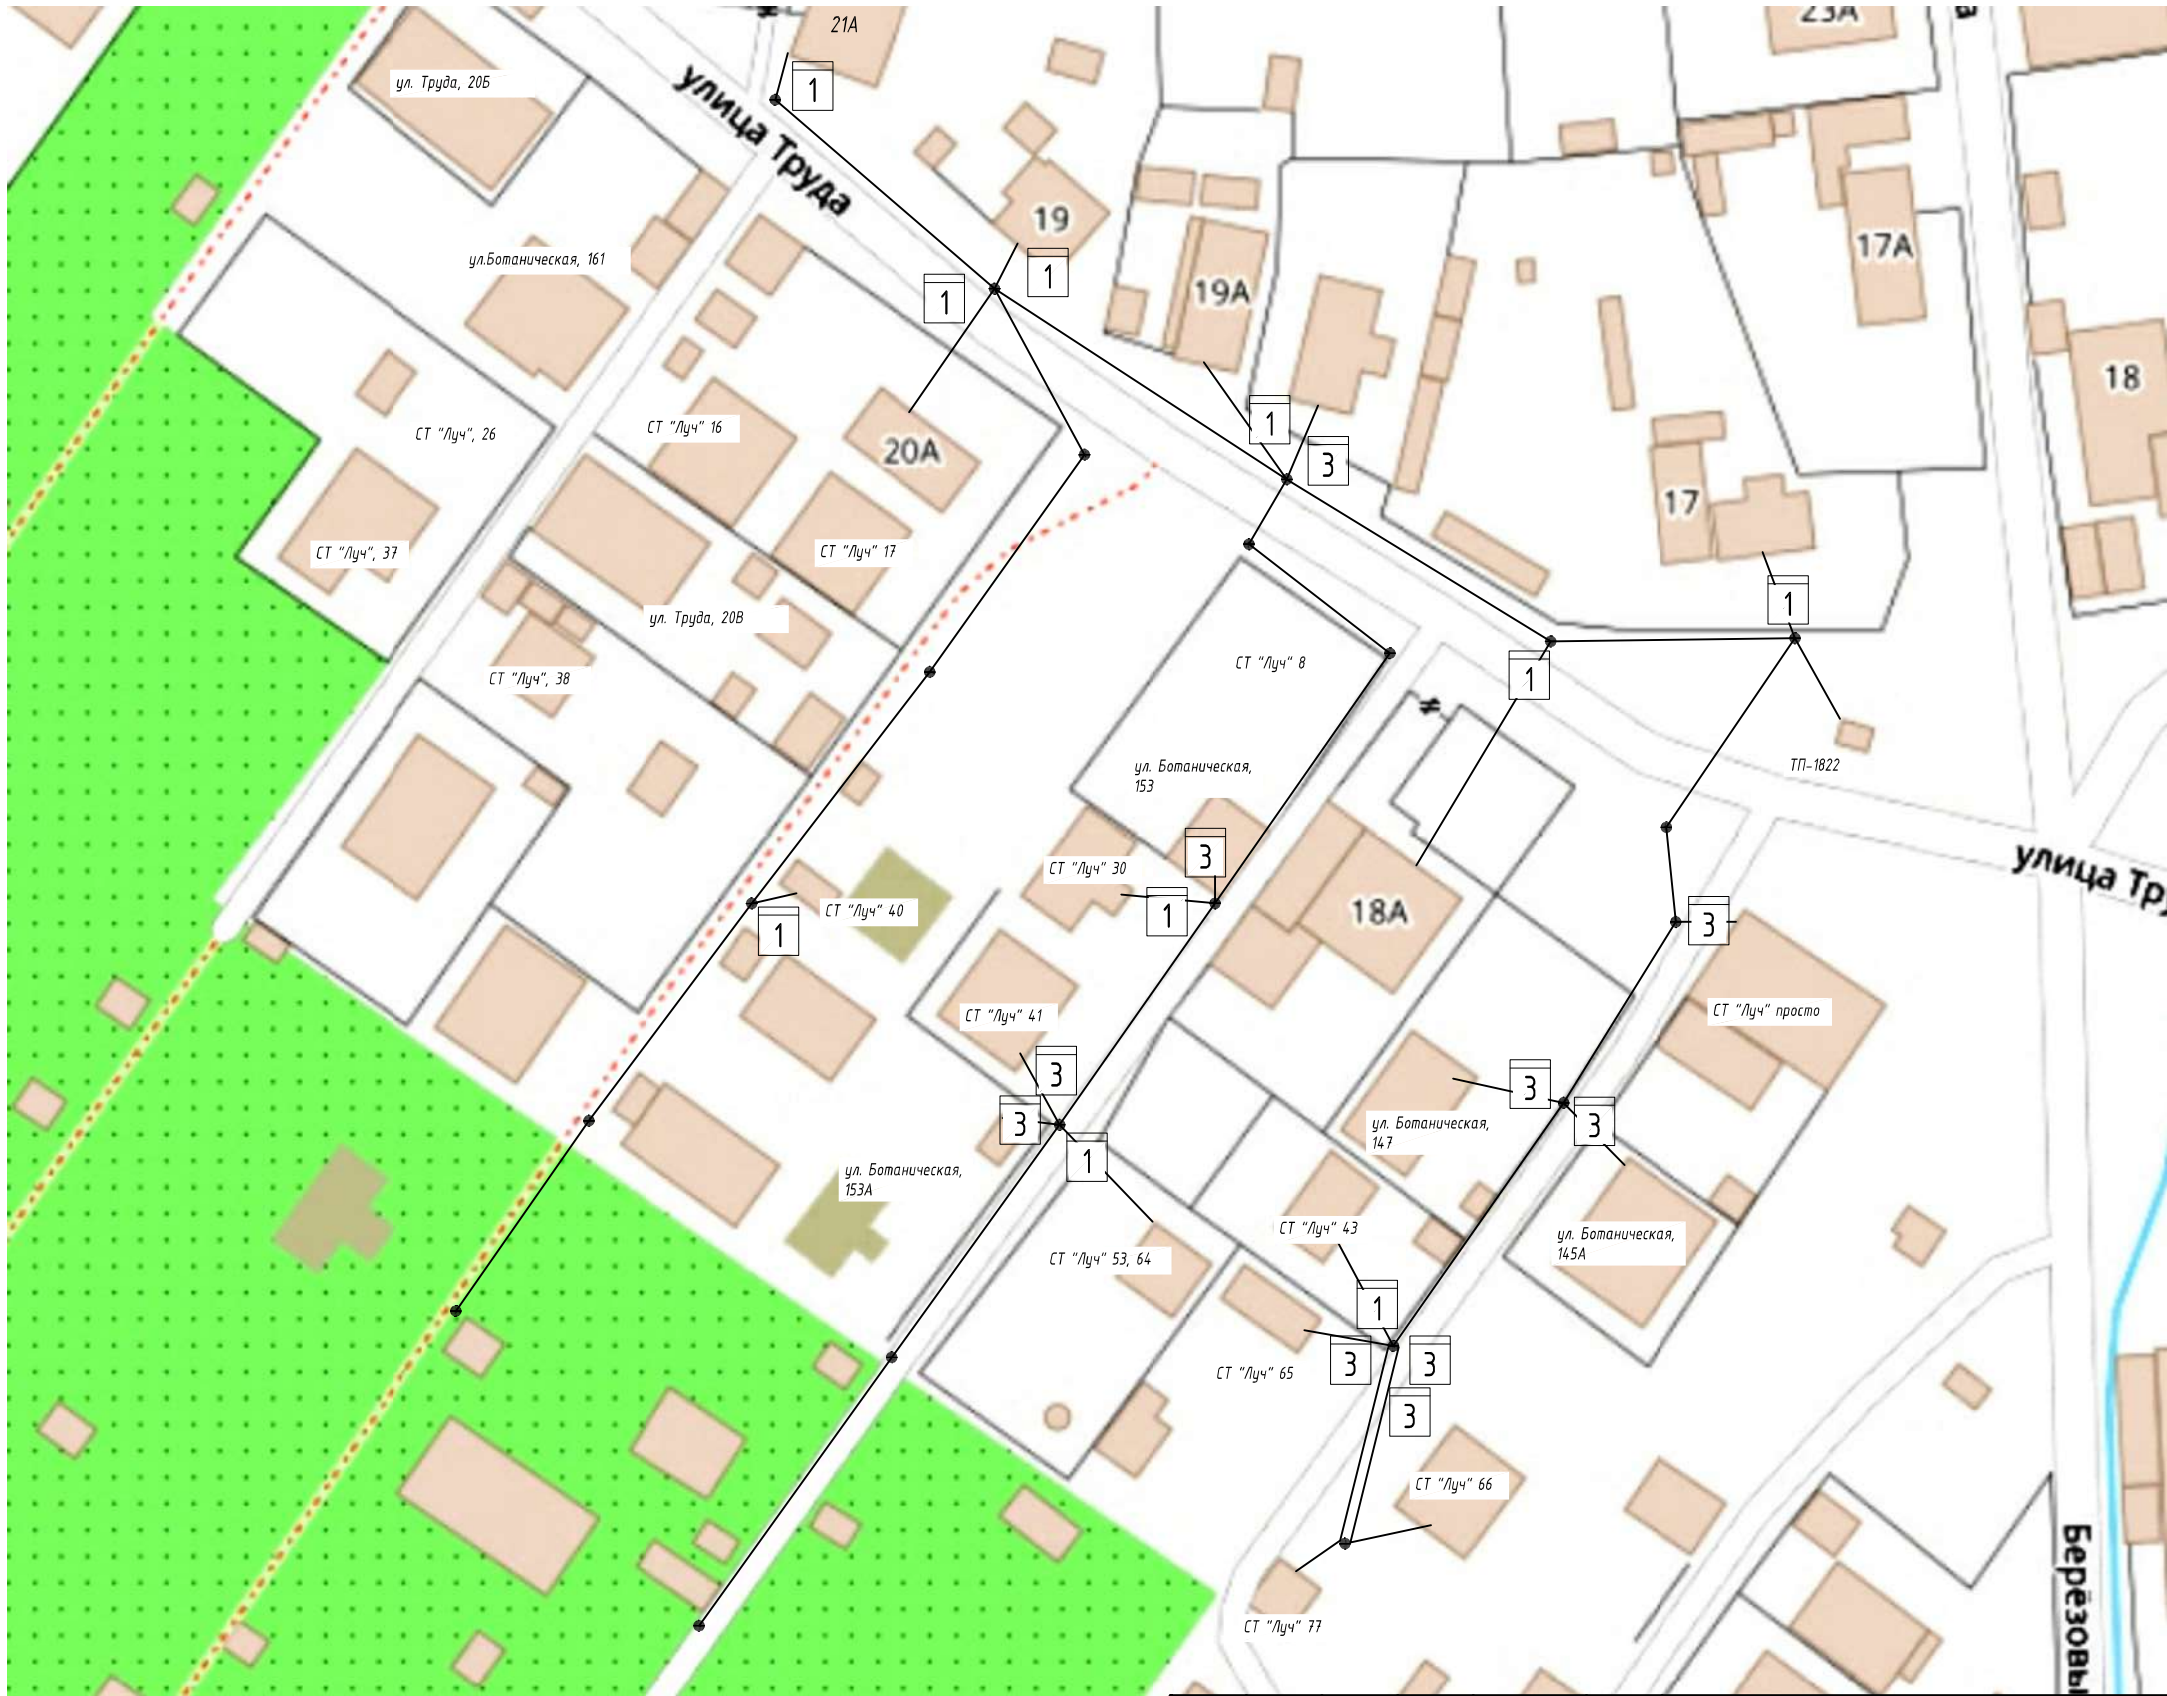 21А
23А
ул. Труда, 20Б
1
улица Труда
19
17А
ул.Ботаническая, 161
1
1
19А
18
СТ "Луч" 16
СТ "Луч", 26
1
20А
3
17
СТ "Луч", 37
СТ "Луч" 17
1
ул. Труда, 20В
СТ "Луч" 8
СТ "Луч", 38
1
ТП-1822
ул. Ботаническая,
153
3
СТ "Луч" 30
улица Тру
1
СТ "Луч" 40
18А
3
1
СТ "Луч" 41
СТ "Луч" просто
3
3
3
3
ул. Ботаническая,
147
1
ул. Ботаническая,
153А
СТ "Луч" 43
ул. Ботаническая,
145А
СТ "Луч" 53, 64
1
3
3
СТ "Луч" 65
3
СТ "Луч" 66
Берёзовы
СТ "Луч" 77